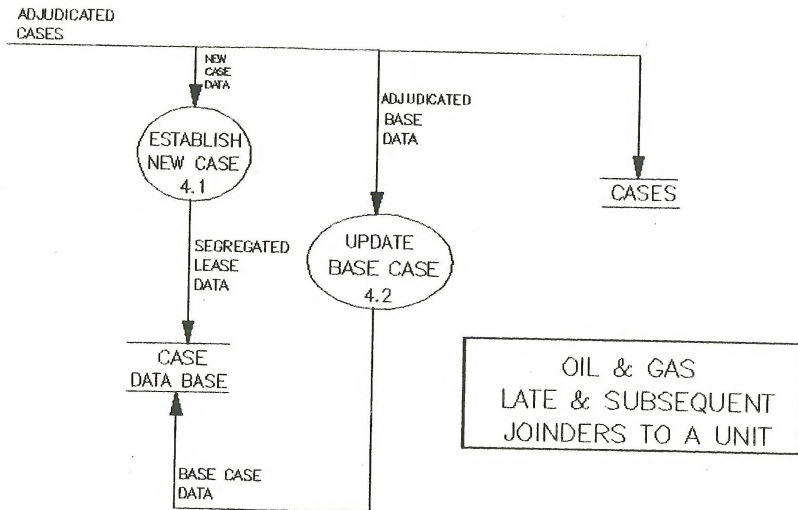 ADJUDICATED
CASES
NEW
CASE
DATA
ESTABLISH
NEW CASE
4.1
ADJUDICATED
BASE
DATA
CASES
SEGREGATED
LEASE
DATA
UPDATE
BASE CASE
4.2
CASE
DATA BASE
BASE CASE
DATA
OIL & GAS
LATE & SUBSEQUENT
JOINDERS TO A UNIT